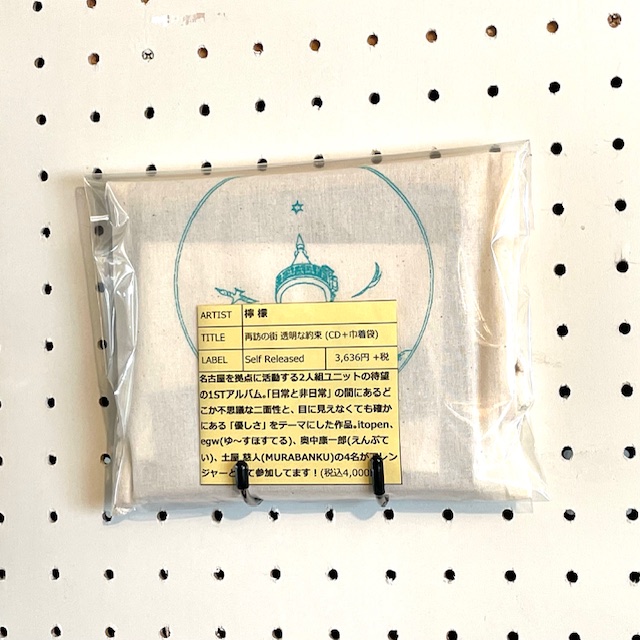 ARTIST 檸檬
TITLE 再訪の街 透明な約束 (CD+巾着袋)
LABEL Self Released 3,636円 +税
名古屋を拠点に活動する2人組ユニットの待望
の1STアルバム。「日常と非日常」の間にあるど
こか不思議な二面性と、目に見えなくても確か
にある「優しさ」をテーマにした作品。itopen、
egw(ゆ〜すほすてる)、奥中康一郎(えんぷて
い)、土屋 慈人(MURABANKU)の4名がアレン
ジャーとして参加してます!(税込4,000